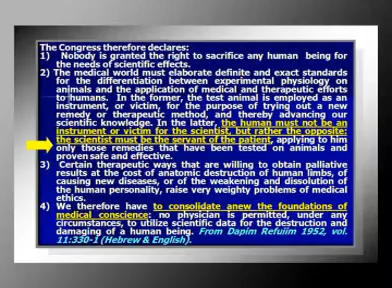 The Congress therefore declares:
1) Nobody is granted the right to sacrifice any human being for
the needs of scientific effects.
2) The medical world must elaborate definite and exact standards
for the differentiation between experimental physiology on
animals and the application of medical and therapeutic efforts
to humans. In the former, the test animal is employed as an
instrument, or victim, for the purpose of trying out a new
remedy or therapeutic method, and thereby advancing our
scientific knowledge. In the latter, the human must not be an
instrument or victim for the scientist, but rather the opposite:
the scientist must be the servant of the patient, applying to him
only those remedies that have been tested on animals and
proven safe and effective.
3) Certain therapeutic ways that are willing to obtain palliative
results at the cost of anatomic destruction of human limbs, of
causing new diseases, or of the weakening and dissolution of
the human personality, raise very weighty problems of medical
ethics.
4) We therefore have to consolidate anew the foundations of
medical conscience: no physician is permitted, under any
circumstances, to utilize scientific data for the destruction and
damaging of a human being. From Dapim Refuiim 1952, vol.
11:330-1 (Hebrew & English).